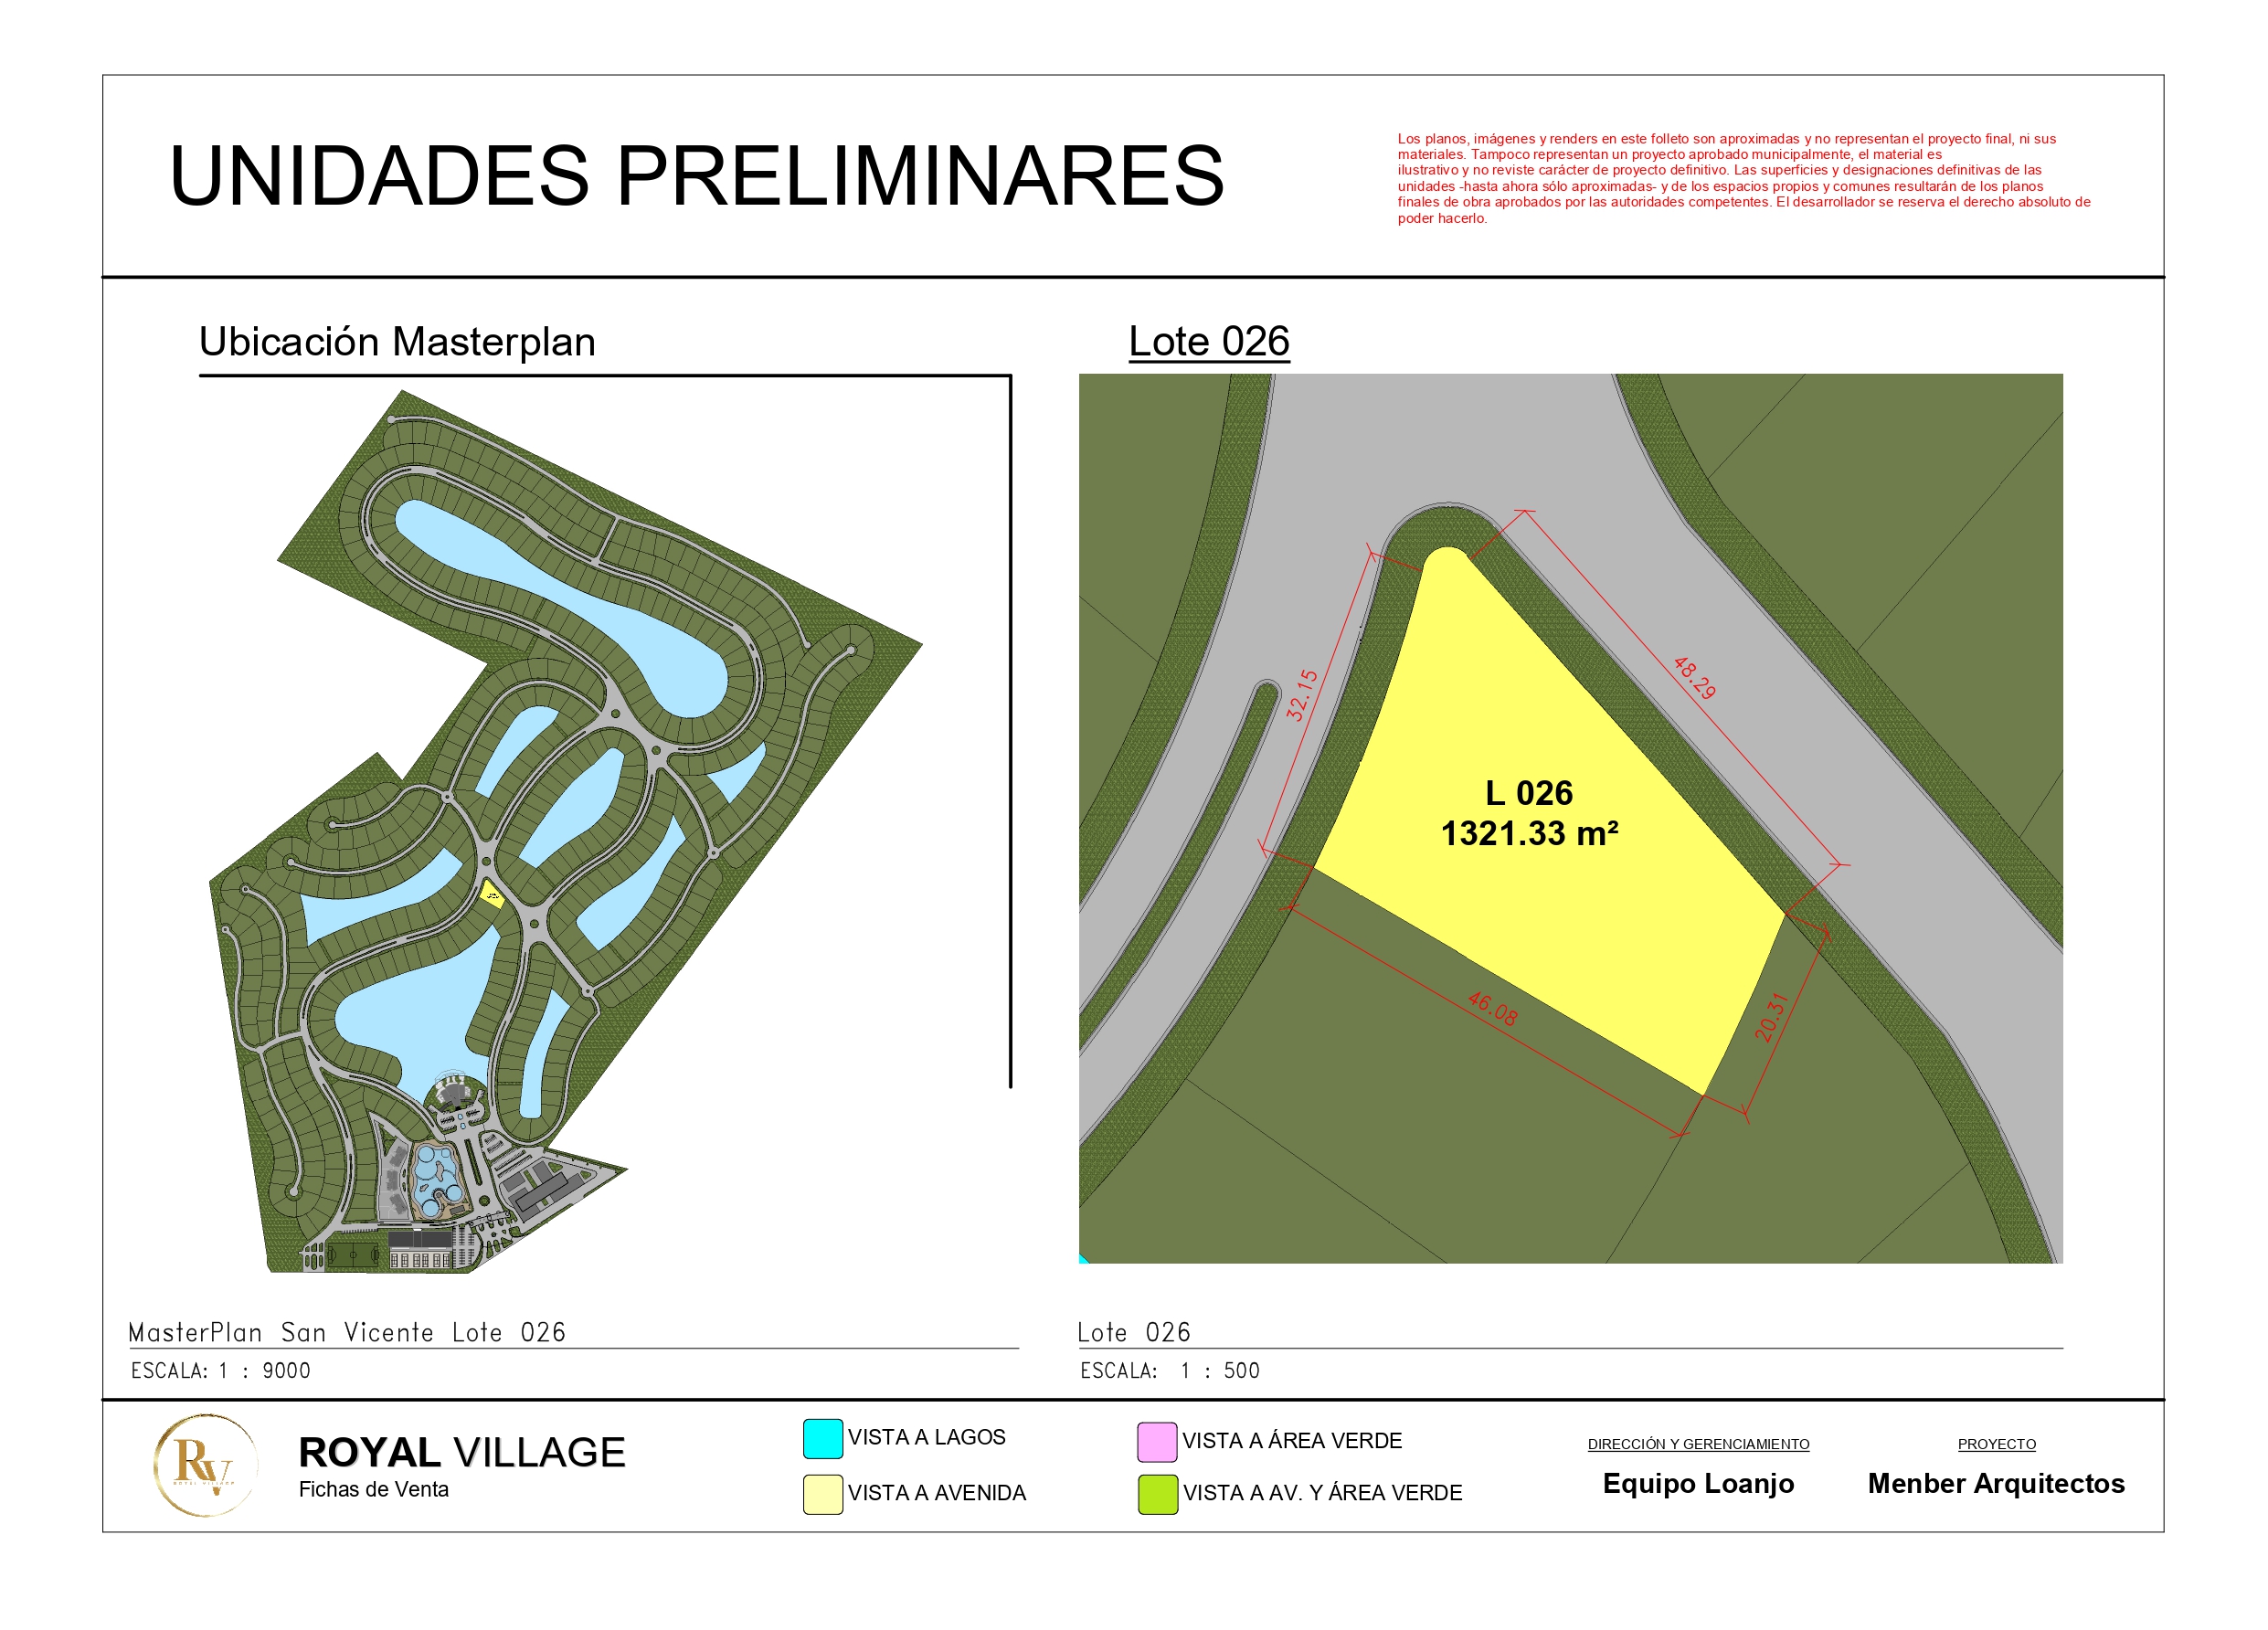 UNIDADES PRELIMINARES
Los planos, imágenes y renders en este folleto son aproximadas y no representan el proyecto final, ni sus
materiales. Tampoco representan un proyecto aprobado municipalmente, el material es
ilustrativo y no reviste carácter de proyecto definitivo. Las superficies y designaciones definitivas de las
unidades -hasta ahora sólo aproximadas- y de los espacios propios y comunes resultarán de los planos
finales de obra aprobados por las autoridades competentes. El desarrollador se reserva el derecho absoluto de
poder hacerlo.
Ubicación Masterplan
Lote 026
32.15
48.29
L 026
1321.33 m²
46.08
20.31
MasterPlan San Vicente Lote 026
ESCALA: 1 : 9000
Lote 026
ESCALA: 1 : 500
RV
ROYAL VILLAGE
ROYAL VILLAGE
Fichas de Venta
VISTA A LAGOS
VISTA A AVENIDA
VISTA A ÁREA VERDE
VISTA A AV. Y ÁREA VERDE
DIRECCIÓN Y GERENCIAMIENTO
Equipo Loanjo
PROYECTO
Menber Arquitectos